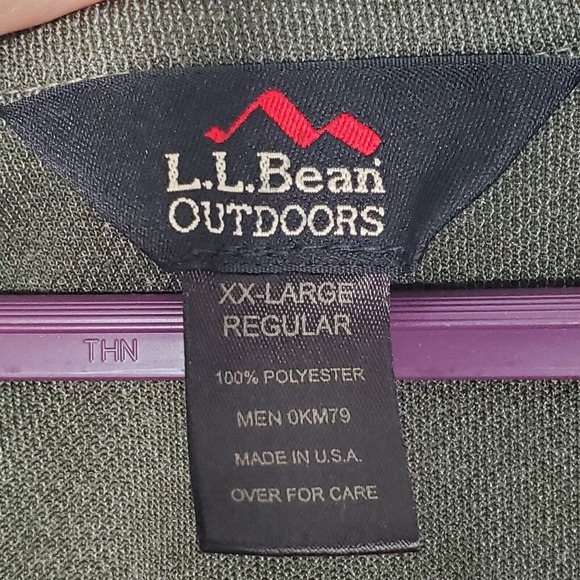 L.L.Bean
OUTDOORS
XX-LARGE
REGULAR
THN
100% POLYESTER
MEN 0KM79
MADE IN U.S.A.
OVER FOR CARE